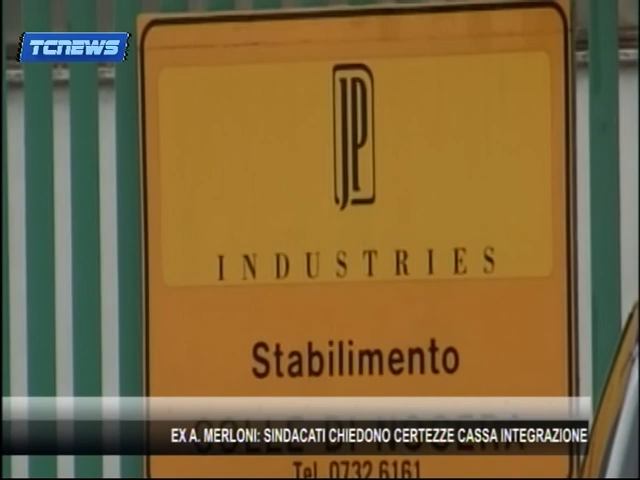 TCNEWS
JP
INDUSTRIES
Stabilimento
EX A. MERLONI: SINDACATI CHIEDONO CERTEZZE CASSA INTEGRAZIONE
Tel. 0732 6161